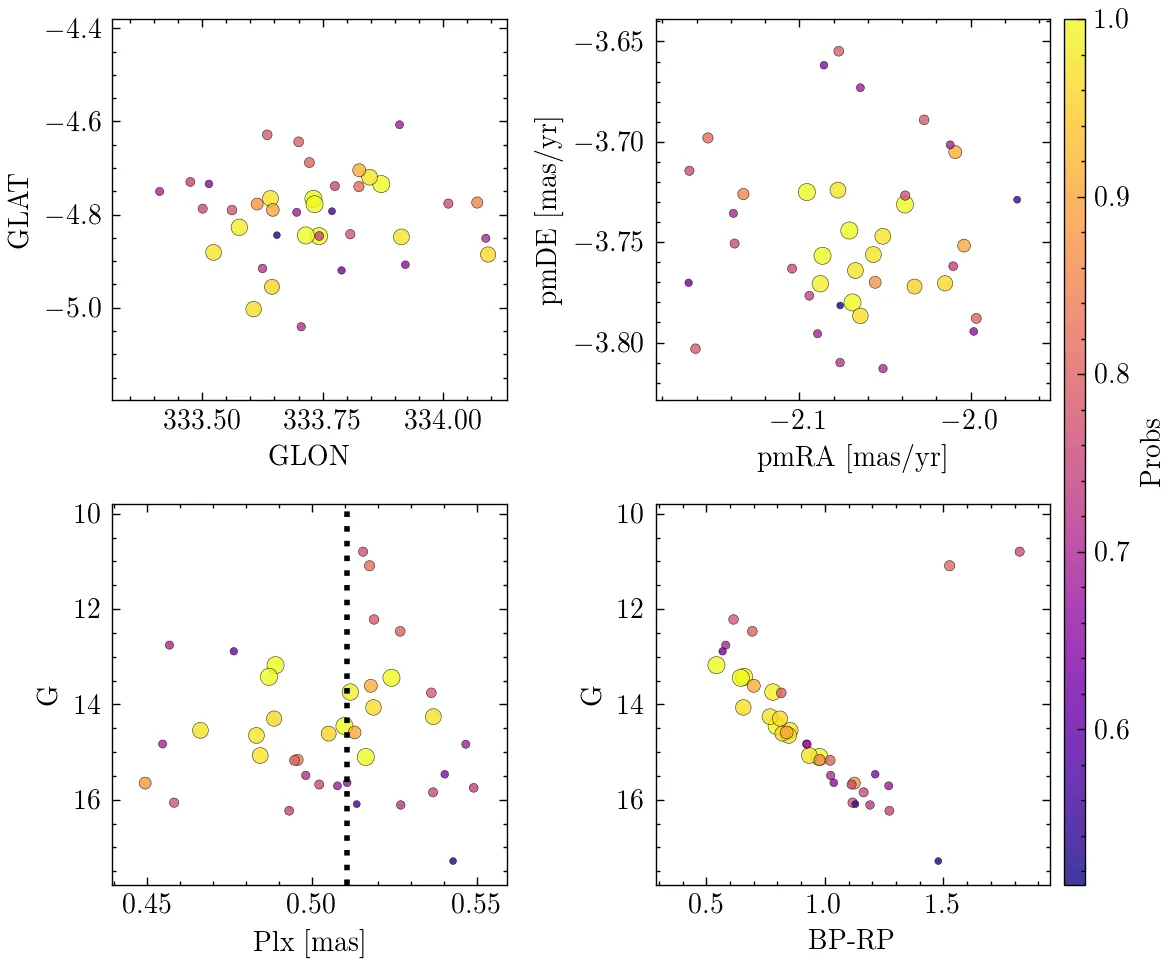 −4.4
−4.6
−4.8
−5.0
GLAT
333.50 333.75 334.00
GLON
−3.65
−3.70
−3.75
−3.80
pmDE [mas/yr]
−2.1 −2.0
pmRA [mas/yr]
10
12
14
16
G
0.45 0.50 0.55
Plx [mas]
10
12
14
16
G
0.5 1.0 1.5
BP-RP
1.0
0.9
0.8
0.7
0.6
Probs